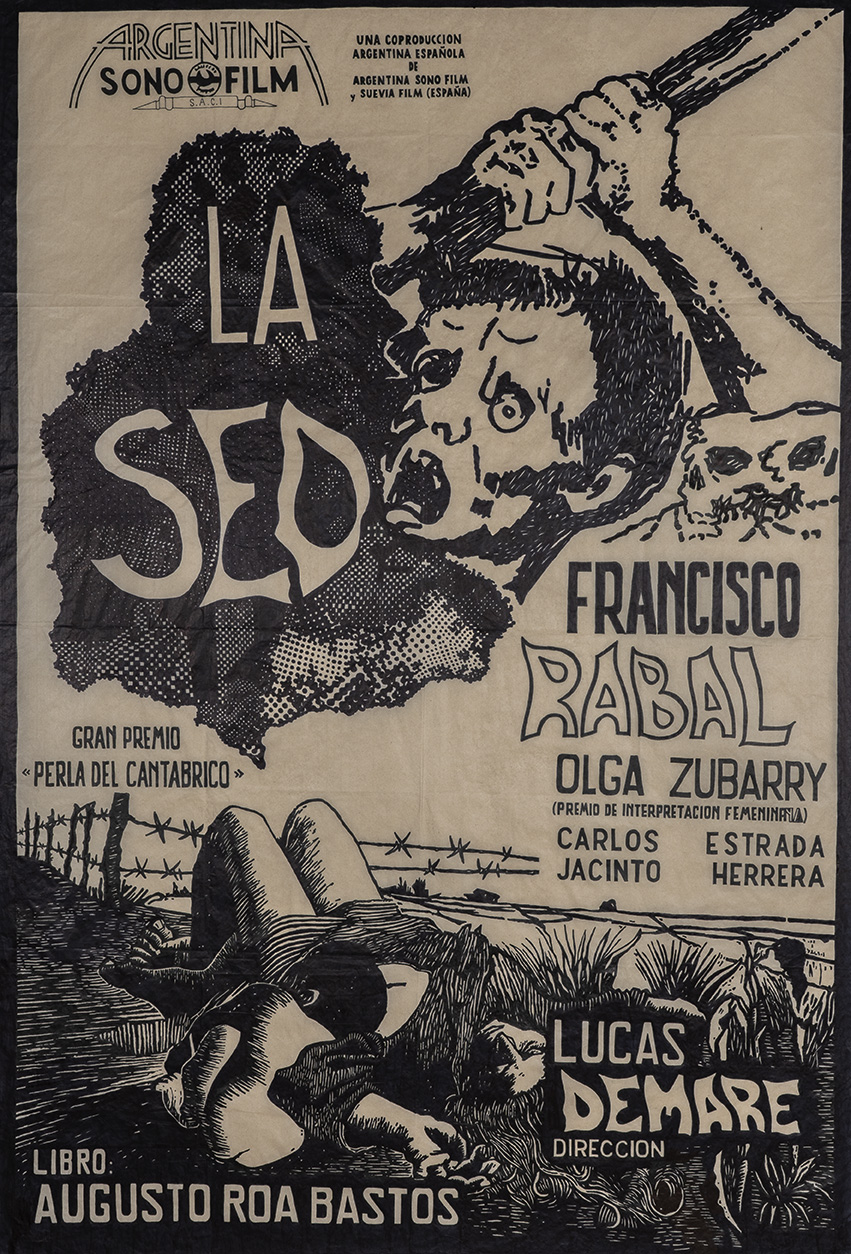 ARGENTINA
SONO FILM
S.A.C.I
UNA COPRODUCCION
ARGENTINA ESPAÑOLA
DE
ARGENTINA SONO FILM
y SUEVIA FILM (ESPAÑA)
LA
SED
FRANCISCO
RABAL
GRAN PREMIO
«PERLA DEL CANTABRICO»
OLGA ZUBARRY
(PREMIO DE INTERPRETACION)
CARLOS ESTRADA
JACINTO HERRERA
LUCAS
DEMARE
DIRECCION
LIBRO:
AUGUSTO ROA BASTOS